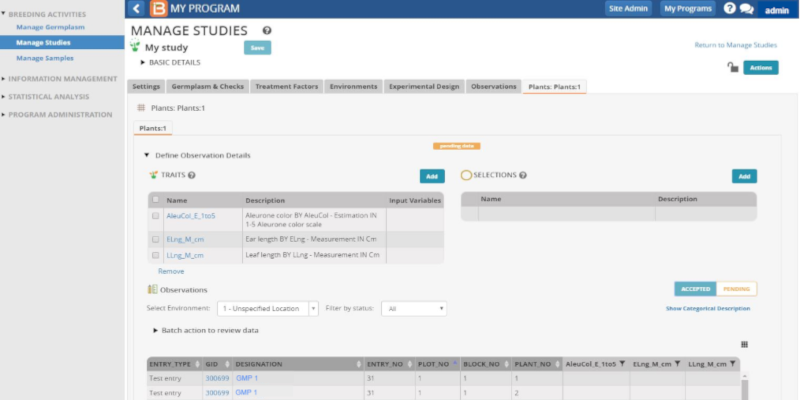 BREEDING ACTIVITIES
Manage Germplasm
Manage Studies
Manage Samples
INFORMATION MANAGEMENT
STATISTICAL ANALYSIS
PROGRAM ADMINISTRATION
B MY PROGRAM
Site Admin My Programs ? admin
MANAGE STUDIES ?
My study Save
Return to Manage Studies
BASIC DETAILS
Actions
Settings Germplasm & Checks Treatment Factors Environments Experimental Design Observations Plants: Plants:1
Plants: Plants:1
Plants:1
pending data
Define Observation Details
TRAITS ? Add
SELECTIONS ? Add
Name Description Input Variables
AleuCol_E_1to5 Aleurone color BY AleuCol - Estimation IN
1-5 Aleurone color scale
ELng_M_cm Ear length BY ELng - Measurement IN Cm
LLng_M_cm Leaf length BY LLng - Measurement IN Cm
Name Description
Remove
Observations
ACCEPTED PENDING
Select Environment: 1 - Unspecified Location Filter by status: All
Show Categorical Description
Batch action to review data
ENTRY_TYPE GID DESIGNATION ENTRY_NO PLOT_NO BLOCK_NO PLANT_NO AleuCol_E_1to5 ELng_M_cm LLng_M_cm
Test entry 300699 GMP 1 31 1 1 1
Test entry 300699 GMP 1 31 1 1 2